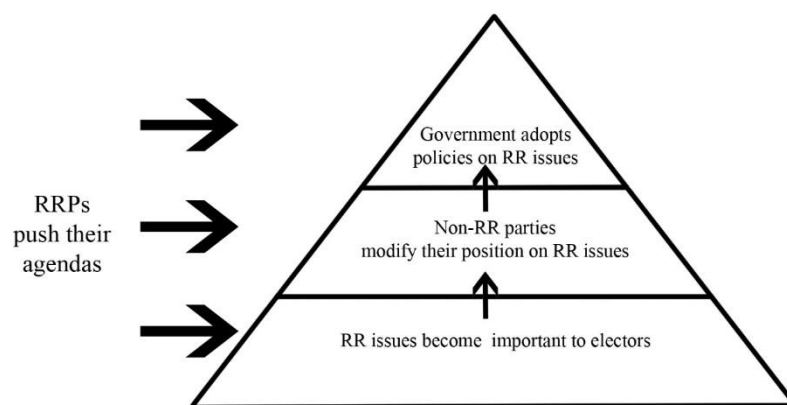 Government adopts
policies on RR issues
RRPs
push their
agendas
Non-RR parties
modify their position on RR issues
RR issues become important to electors